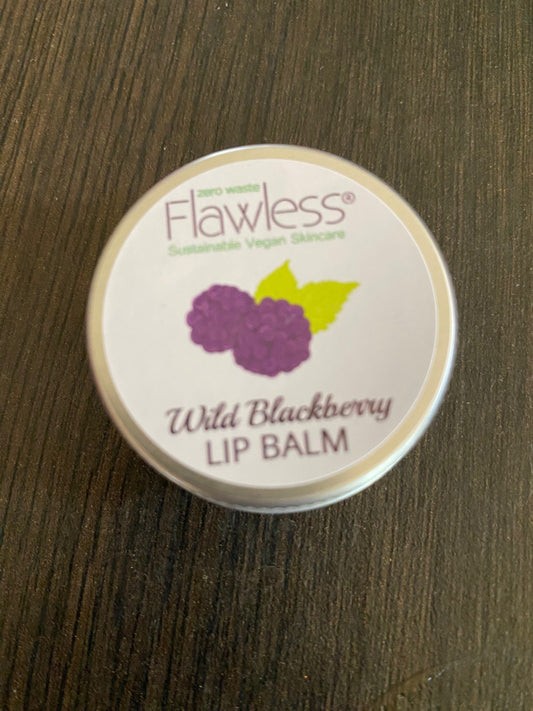 zero waste
Flawless®
Sustainable Vegan Skincare
Wild Blackberry
LIP BALM